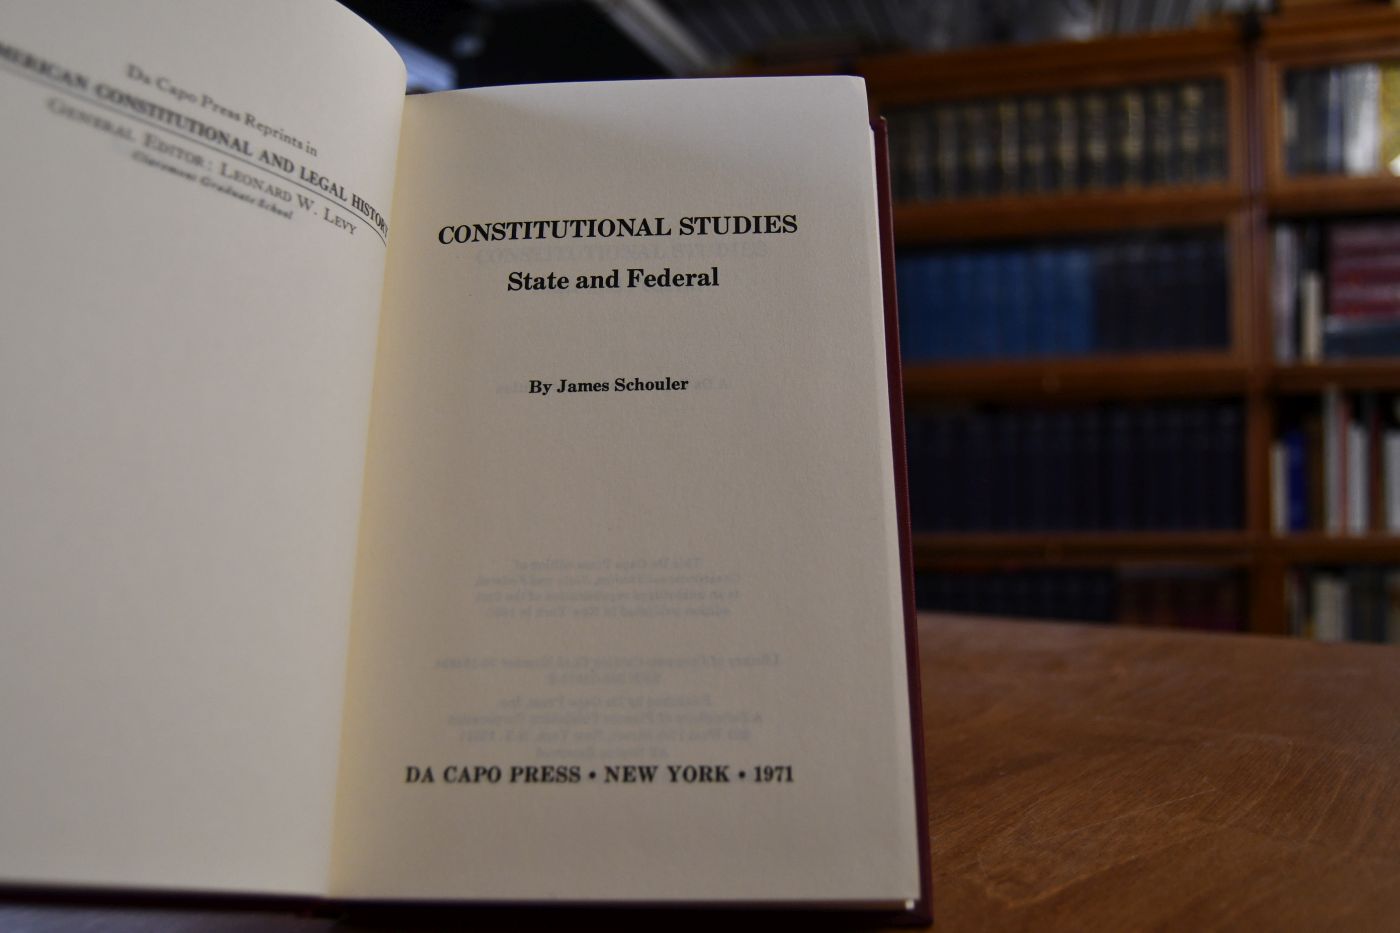 Da Capo Press Reprints in
AMERICAN CONSTITUTIONAL AND LEGAL HISTORY
GENERAL EDITOR: LEONARD W. LEVY
Claremont Graduate School
CONSTITUTIONAL STUDIES
State and Federal
By James Schouler
DA CAPO PRESS • NEW YORK • 1971